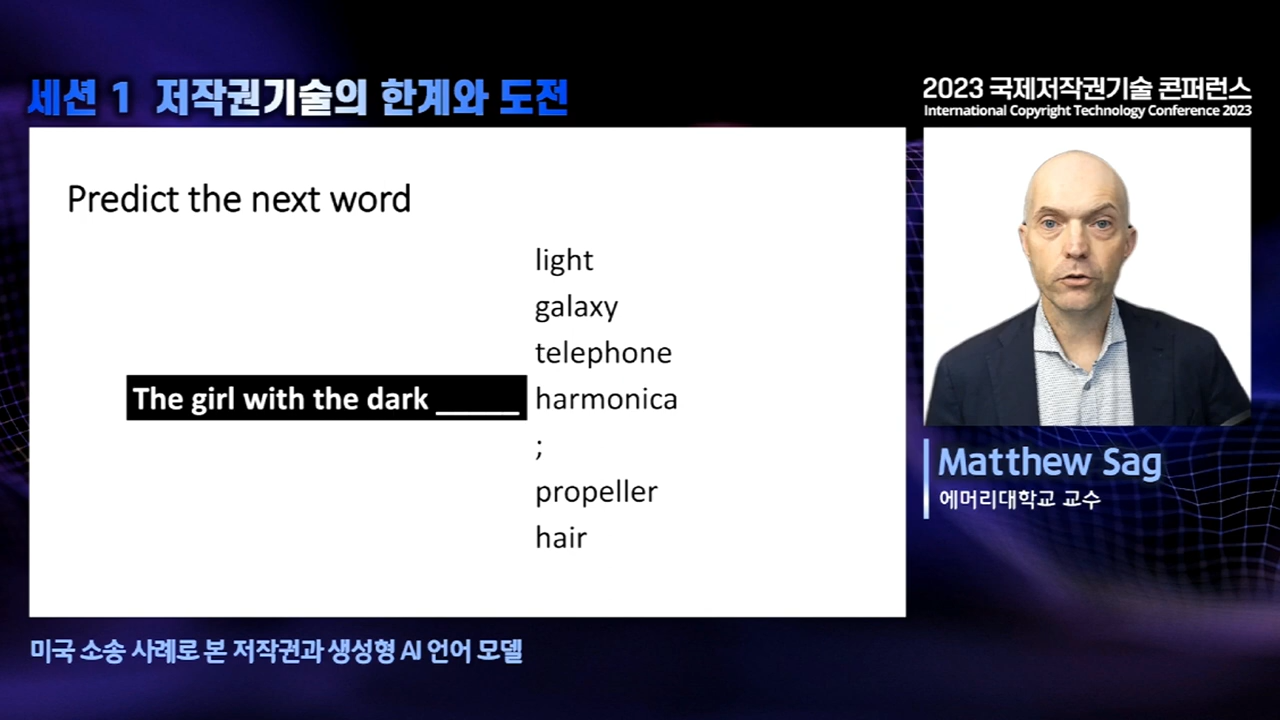 세션 1 저작권기술의 한계와 도전
2023 국제저작권기술 콘퍼런스
International Copyright Technology Conference 2023
Predict the next word
light
galaxy
telephone
The girl with the dark ______ harmonica
;
propeller
hair
Matthew Sag
에머리대학교 교수
미국 소송 사례로 본 저작권과 생성형 AI 언어 모델